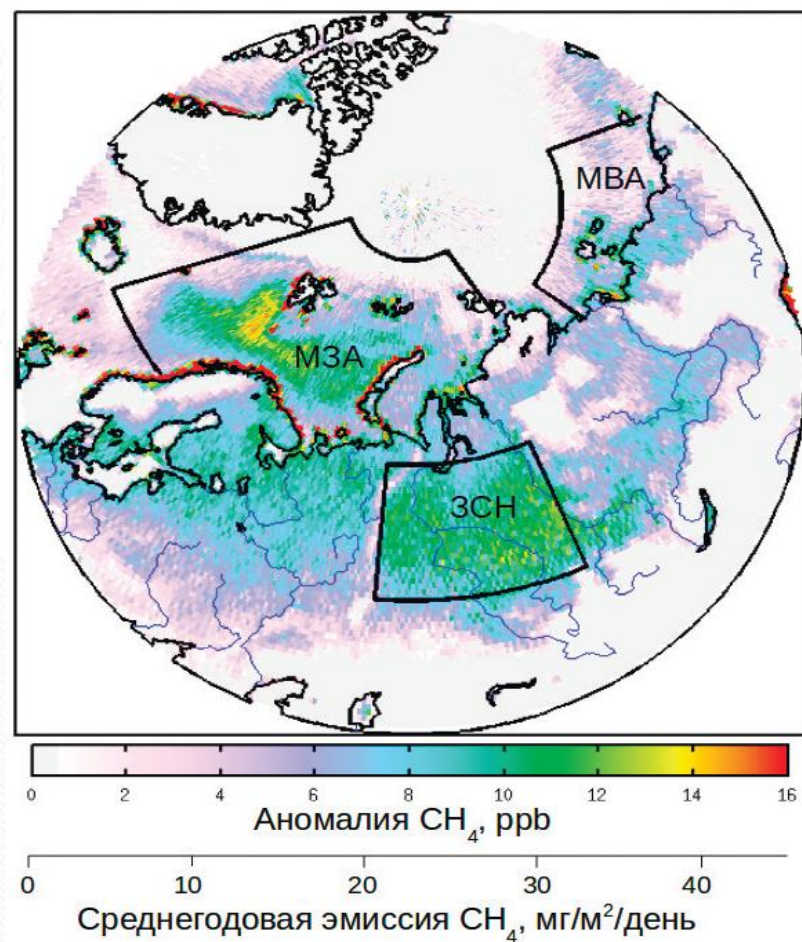 МВА
МЗА
ЗСН
0 2 4 6 8 10 12 14 16
Аномалия CH₄, ppb
0 10 20 30 40
Среднегодовая эмиссия CH₄, мг/м²/день